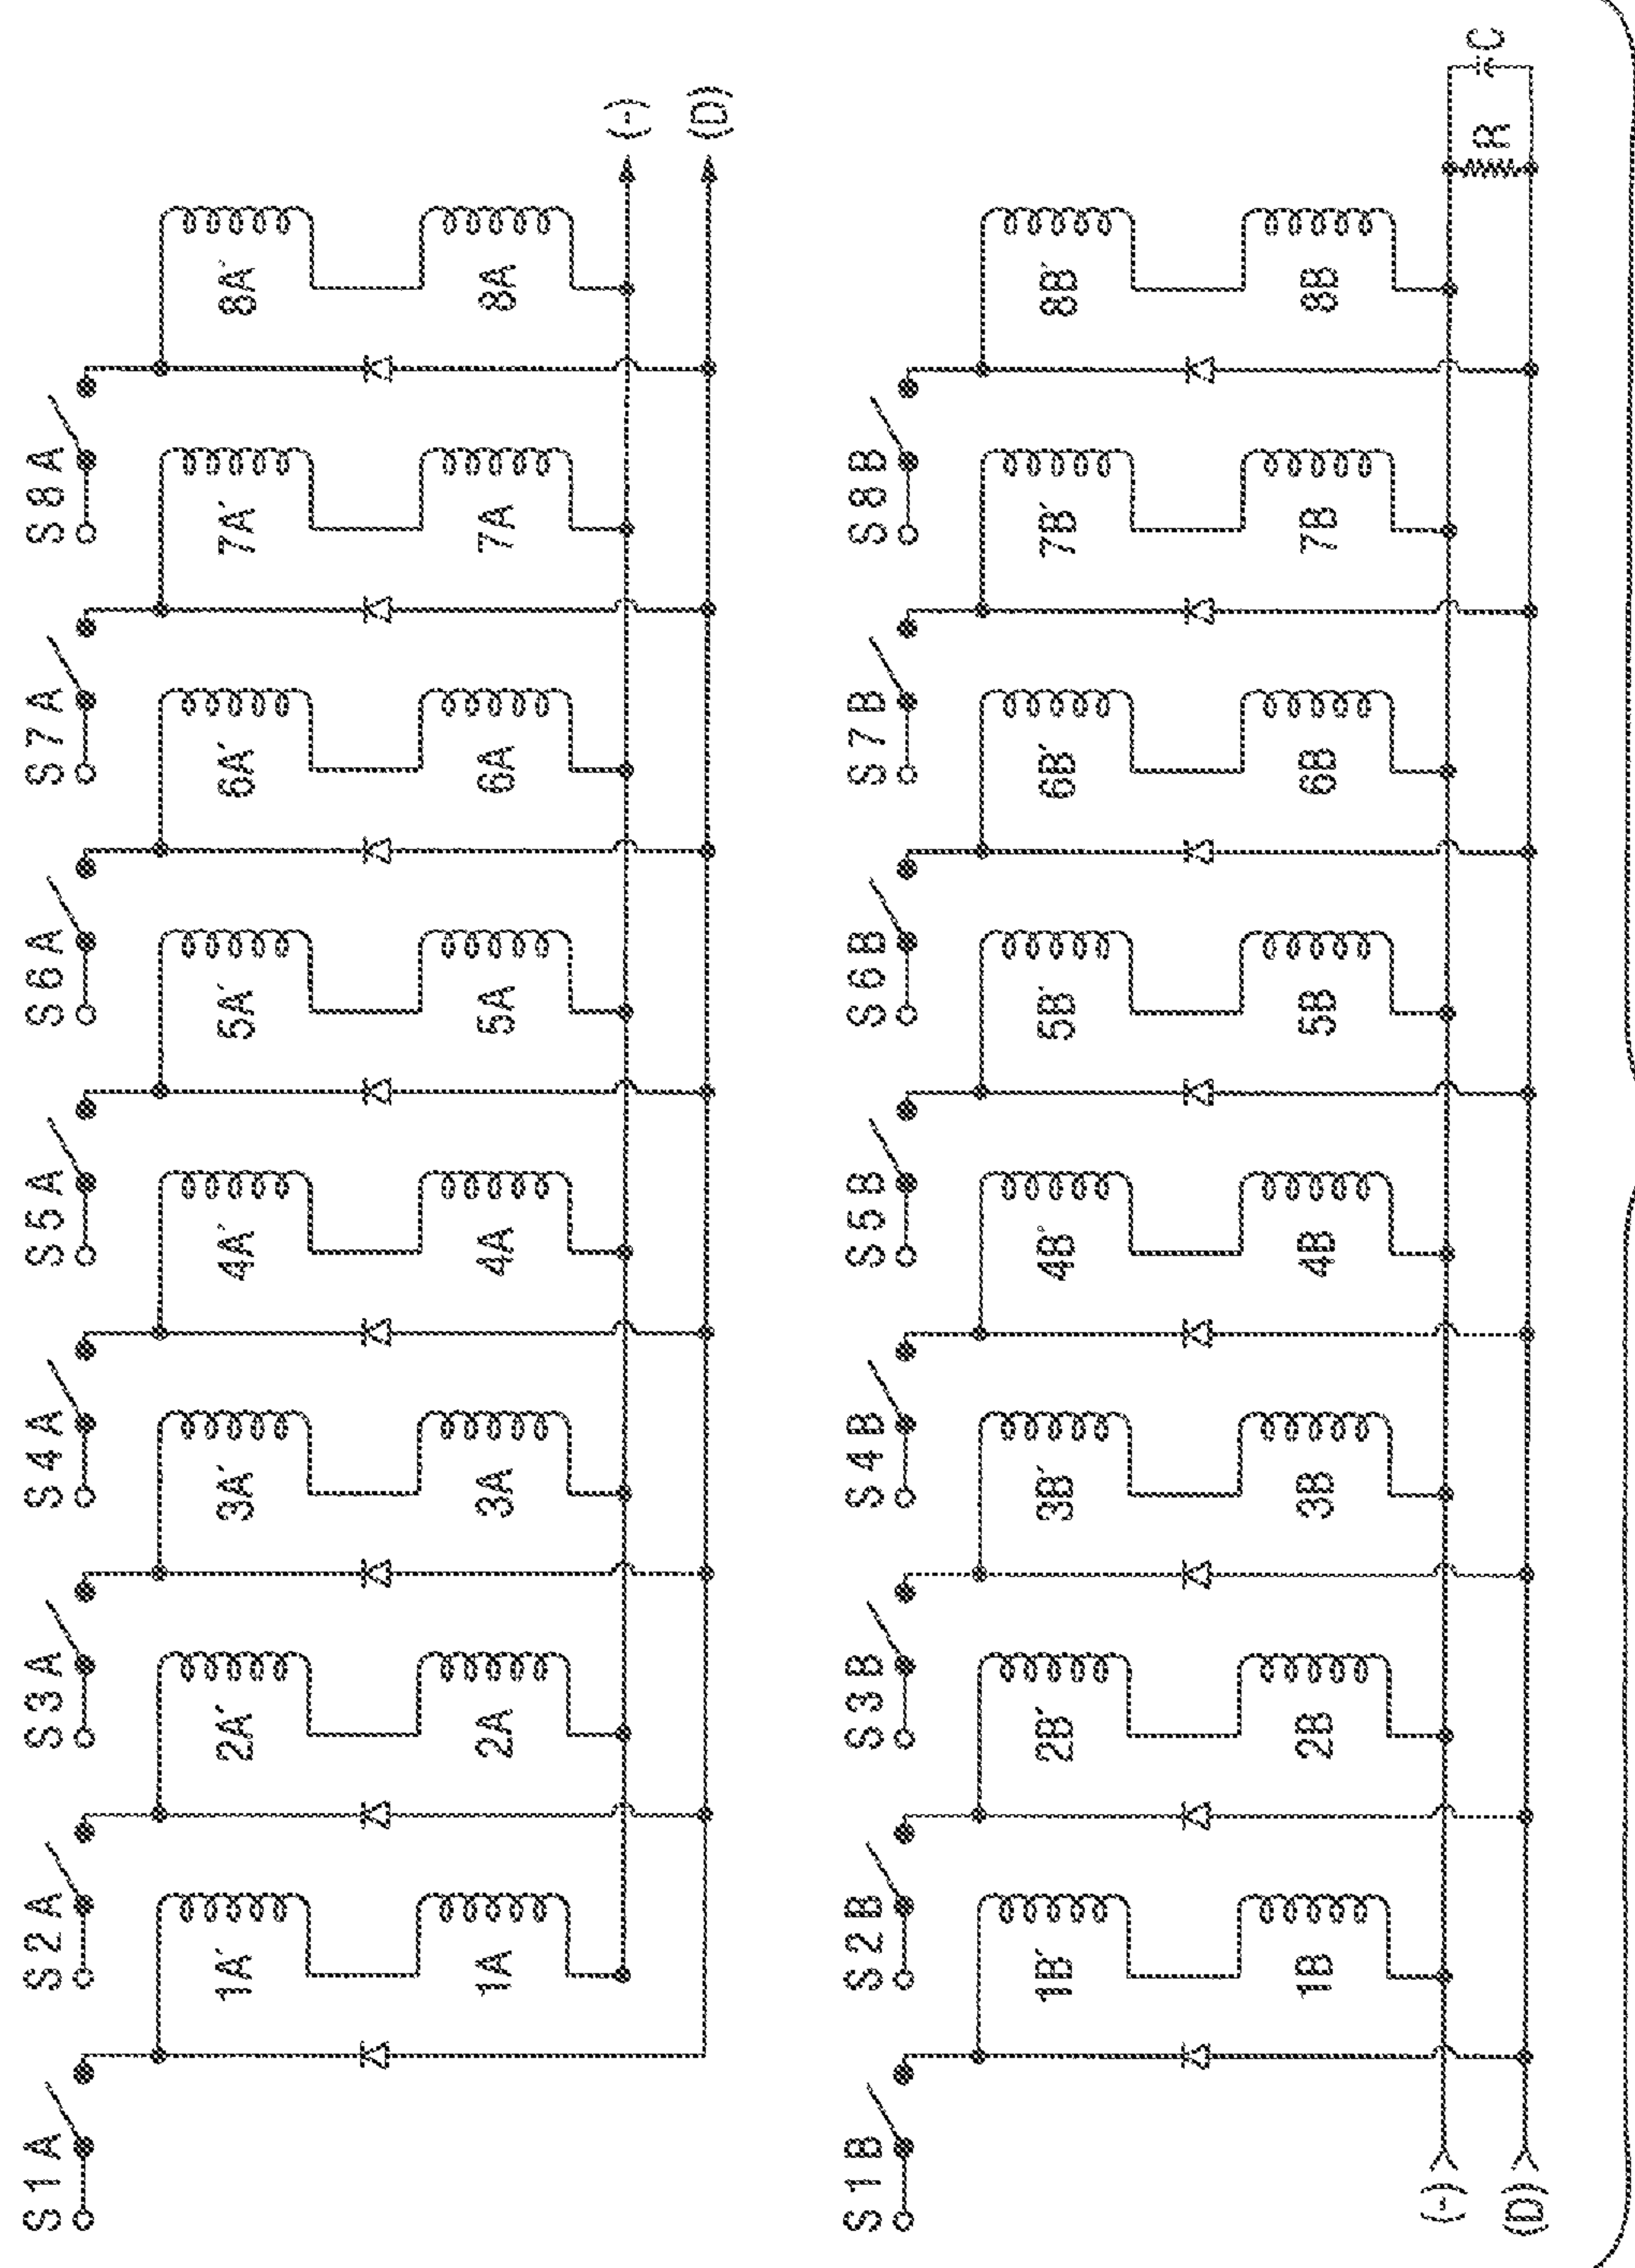 S1A S2A S3A S4A S5A S6A S7A S8A
1A′ 2A′ 3A′ 4A′ 5A′ 6A′ 7A′ 8A′
1A 2A 3A 4A 5A 6A 7A 8A
(-)
(D)
S1B S2B S3B S4B S5B S6B S7B S8B
1B′ 2B′ 3B′ 4B′ 5B′ 6B′ 7B′ 8B′
1B 2B 3B 4B 5B 6B 7B 8B
(-) R C
(D)